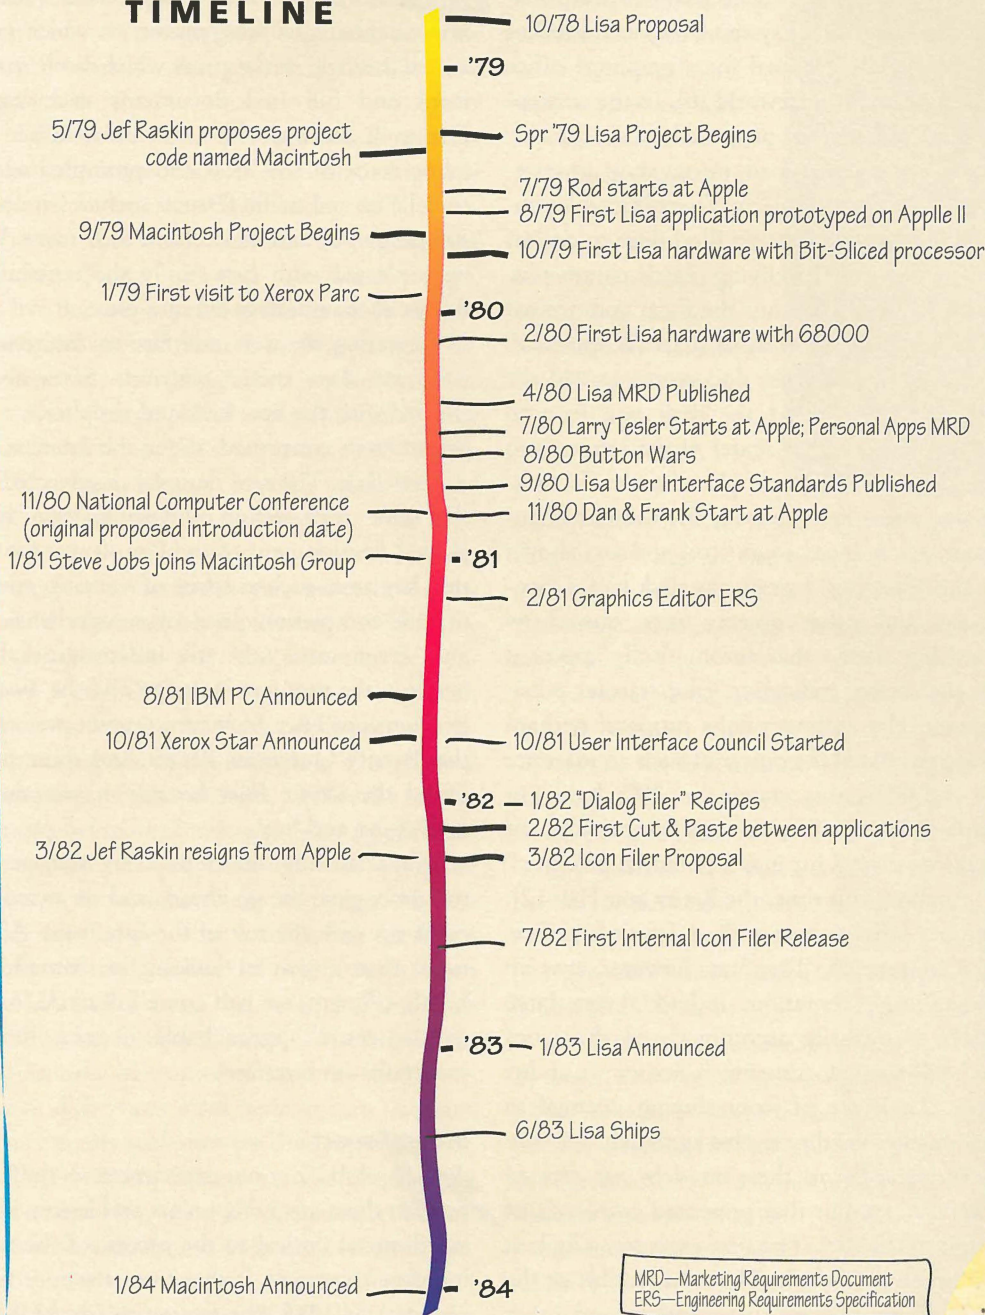 TIMELINE
10/78 Lisa Proposal
'79
5/79 Jef Raskin proposes project
code named Macintosh
Spr '79 Lisa Project Begins
7/79 Rod starts at Apple
8/79 First Lisa application prototyped on Applle II
9/79 Macintosh Project Begins
10/79 First Lisa hardware with Bit-Sliced processor
1/79 First visit to Xerox Parc
'80
2/80 First Lisa hardware with 68000
4/80 Lisa MRD Published
7/80 Larry Tesler Starts at Apple; Personal Apps MRD
8/80 Button Wars
9/80 Lisa User Interface Standards Published
11/80 National Computer Conference
(original proposed introduction date)
11/80 Dan & Frank Start at Apple
1/81 Steve Jobs joins Macintosh Group
'81
2/81 Graphics Editor ERS
8/81 IBM PC Announced
10/81 Xerox Star Announced
10/81 User Interface Council Started
'82 – 1/82 "Dialog Filer" Recipes
2/82 First Cut & Paste between applications
3/82 Jef Raskin resigns from Apple
3/82 Icon Filer Proposal
7/82 First Internal Icon Filer Release
'83 – 1/83 Lisa Announced
6/83 Lisa Ships
1/84 Macintosh Announced
'84
MRD—Marketing Requirements Document
ERS—Engineering Requirements Specification